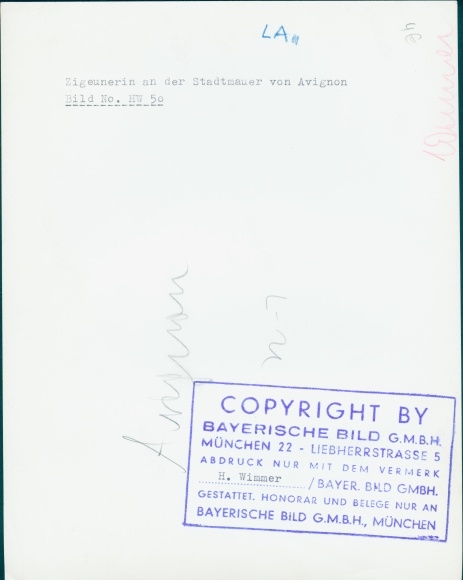 LA
Zigeunerin an der Stadtmauer von Avignon
Bild No. HW 50
Wimmer
Avignon
COPYRIGHT BY
BAYERISCHE BILD G.M.B.H.
MÜNCHEN 22 - LIEBHERRSTRASSE 5
ABDRUCK NUR MIT DEM VERMERK
H. Wimmer / BAYER. BILD GMBH.
GESTATTET. HONORAR UND BELEGE NUR AN
BAYERISCHE BILD G.M.B.H., MÜNCHEN